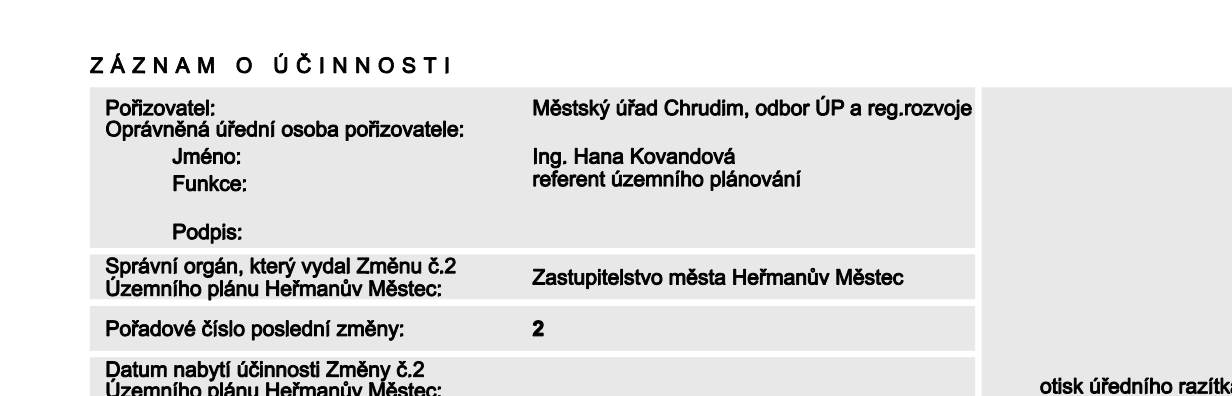 ZÁZNAM O ÚČINNOSTI
Pořizovatel: Městský úřad Chrudim, odbor ÚP a reg.rozvoje
Oprávněná úřední osoba pořizovatele:
Jméno: Ing. Hana Kovandová
Funkce: referent územního plánování
Podpis:
Správní orgán, který vydal Změnu č.2
Územního plánu Heřmanův Městec: Zastupitelstvo města Heřmanův Městec
Pořadové číslo poslední změny: 2
Datum nabytí účinnosti Změny č.2
Územního plánu Heřmanův Městec:
otisk úředního razítka